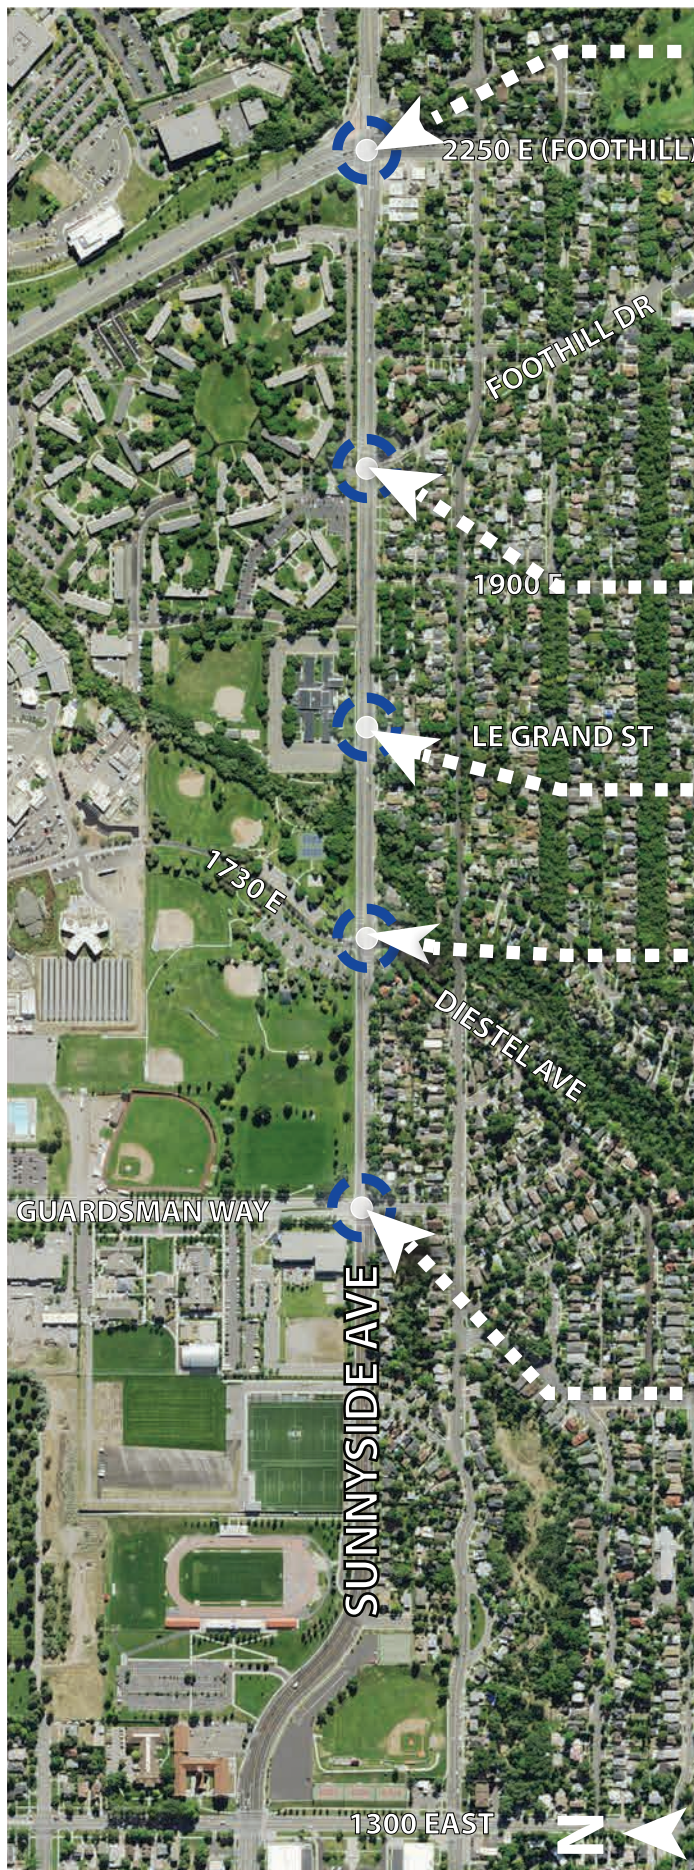 2250 E (FOOTHILL)
FOOTHILL DR
1900 E
LE GRAND ST
1730 E
DIESTEL AVE
GUARDSMAN WAY
SUNNYSIDE AVE
1300 EAST
N